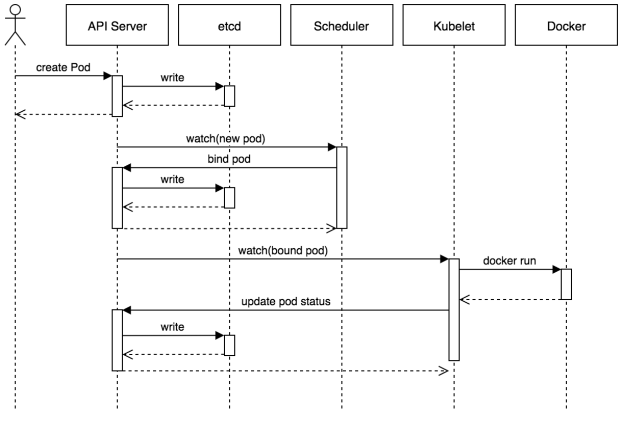 API Server
etcd
Scheduler
Kubelet
Docker
create Pod
write
watch(new pod)
bind pod
write
watch(bound pod)
docker run
update pod status
write